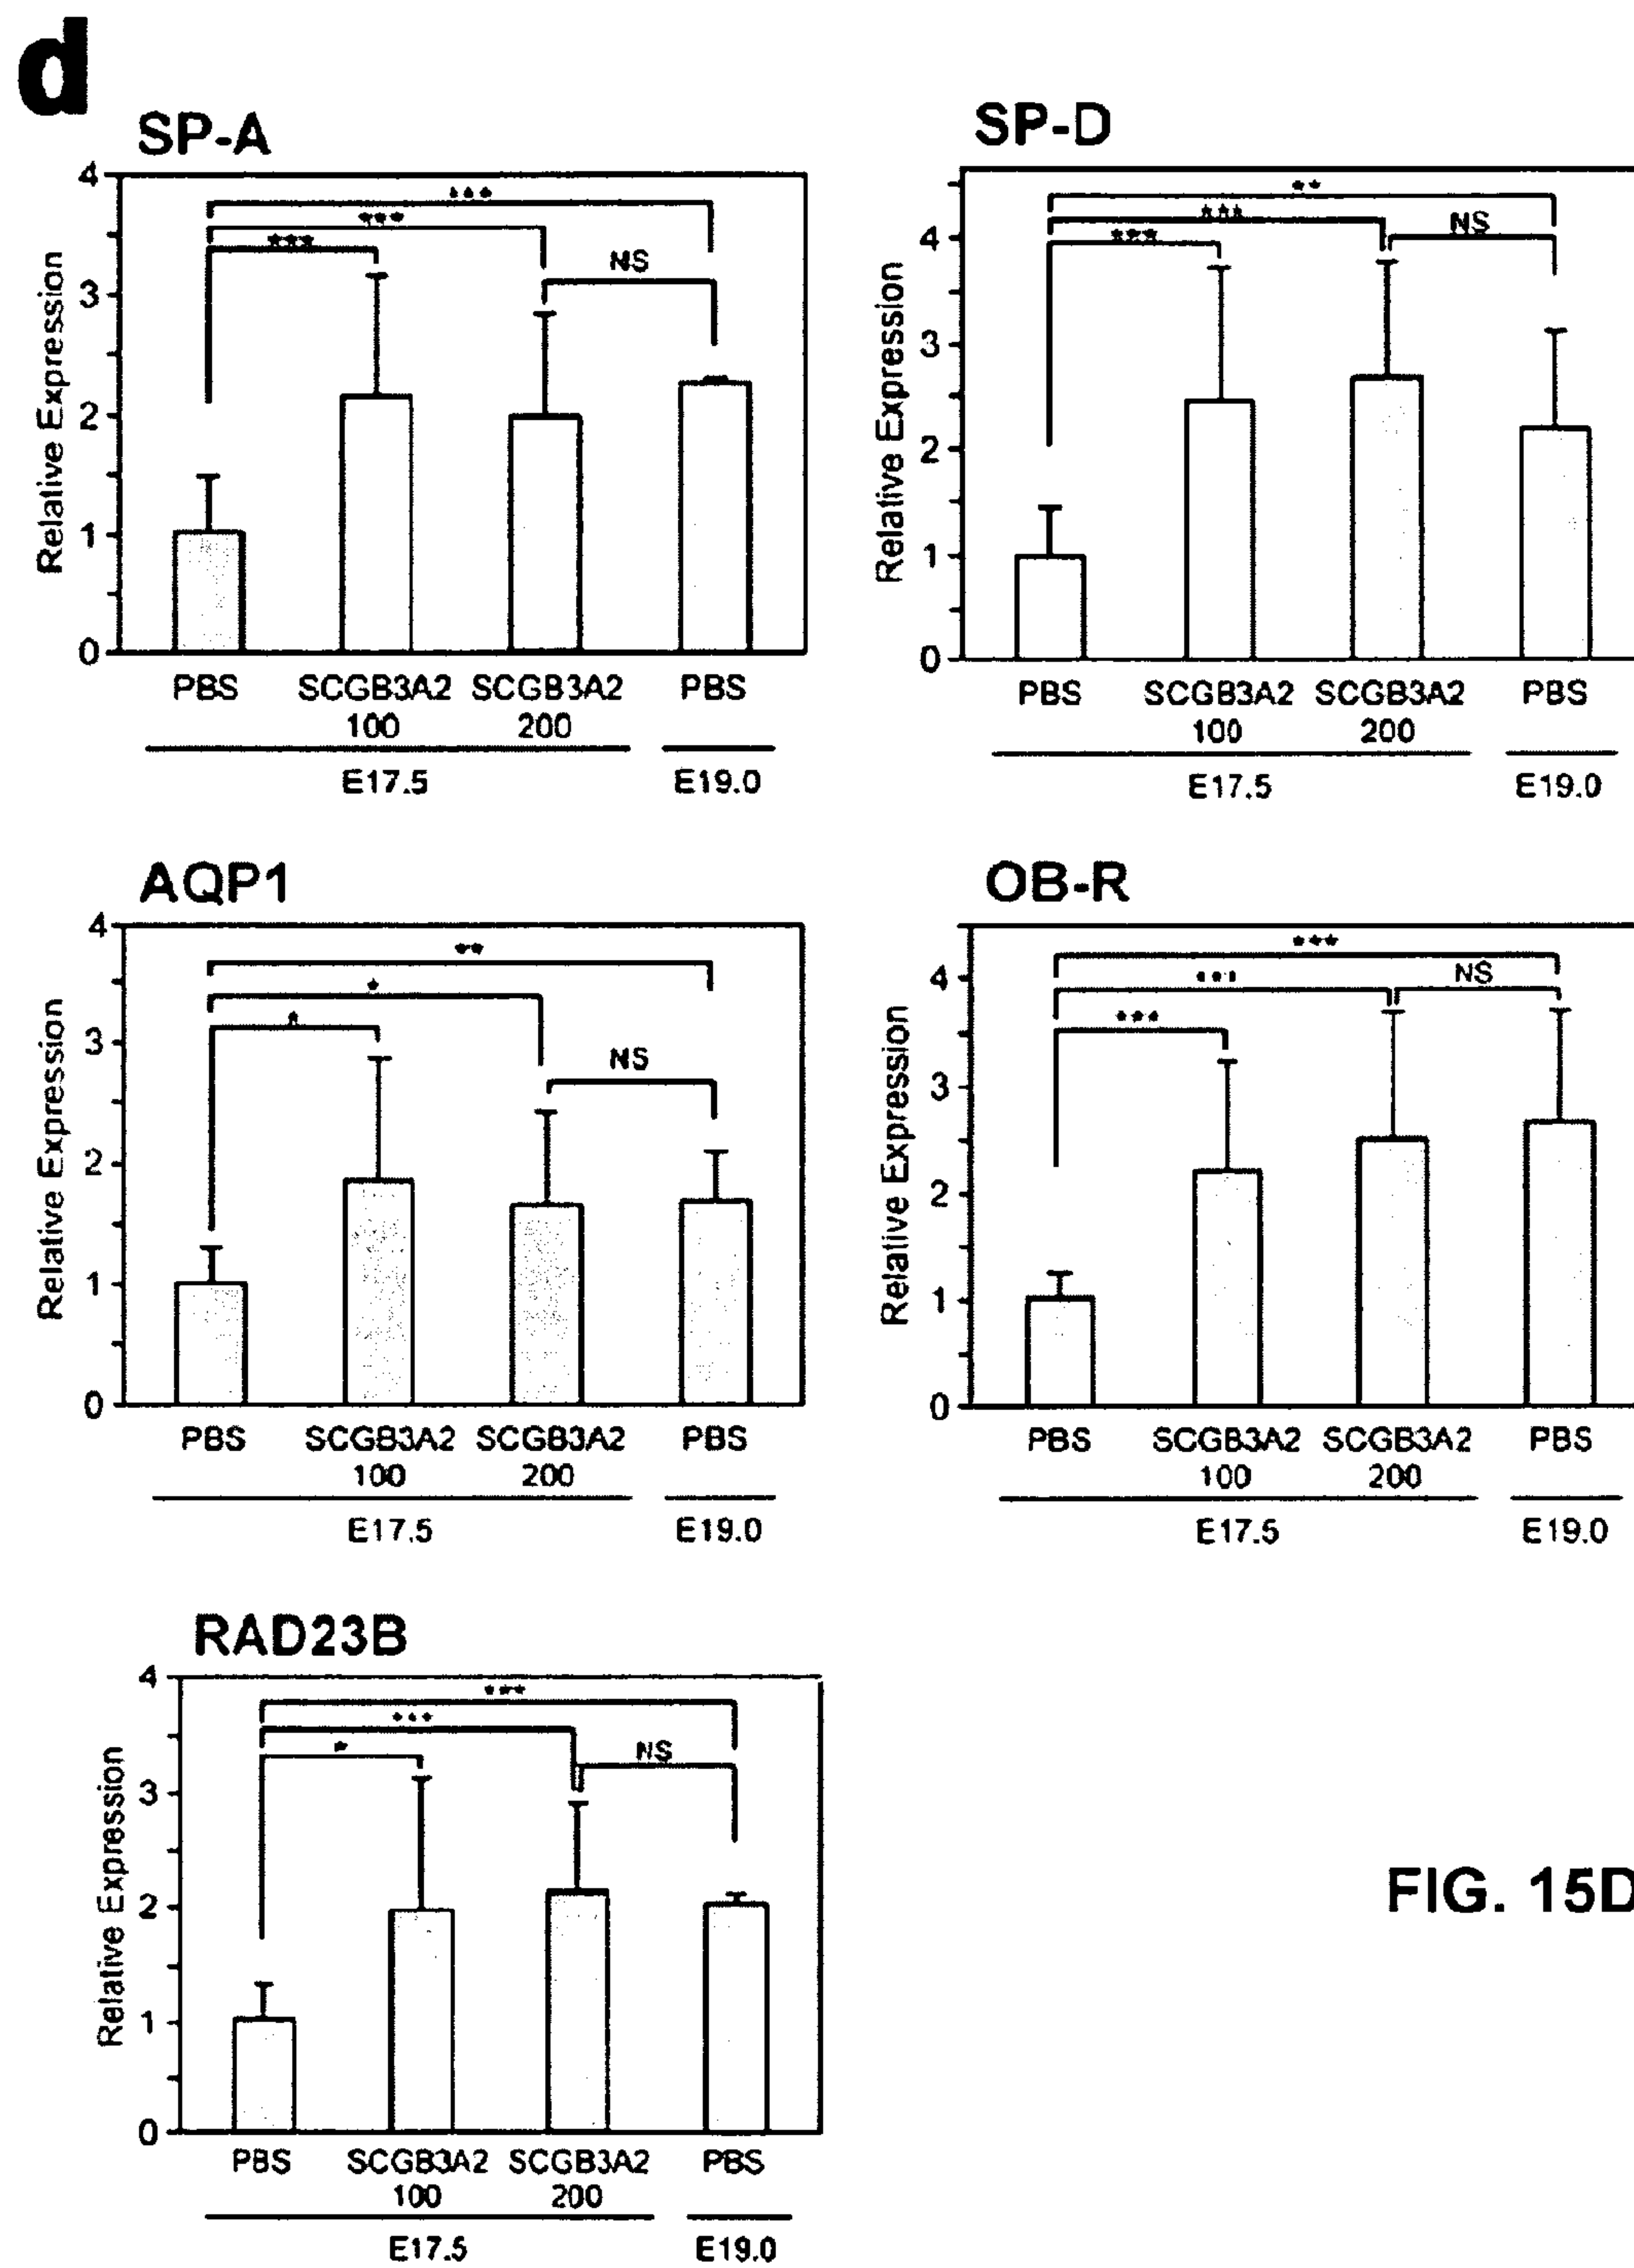 d
SP-A
4
3
2
1
0
Relative Expression
***
***
***
NS
PBS SCGB3A2 SCGB3A2 PBS
100 200
E17.5 E19.0
SP-D
4
3
2
1
0
Relative Expression
**
***
***
NS
PBS SCGB3A2 SCGB3A2 PBS
100 200
E17.5 E19.0
AQP1
4
3
2
1
0
Relative Expression
**
*
*
NS
PBS SCGB3A2 SCGB3A2 PBS
100 200
E17.5 E19.0
OB-R
4
3
2
1
0
Relative Expression
***
***
NS
***
PBS SCGB3A2 SCGB3A2 PBS
100 200
E17.5 E19.0
RAD23B
4
3
2
1
0
Relative Expression
***
***
*
NS
PBS SCGB3A2 SCGB3A2 PBS
100 200
E17.5 E19.0
FIG. 15D